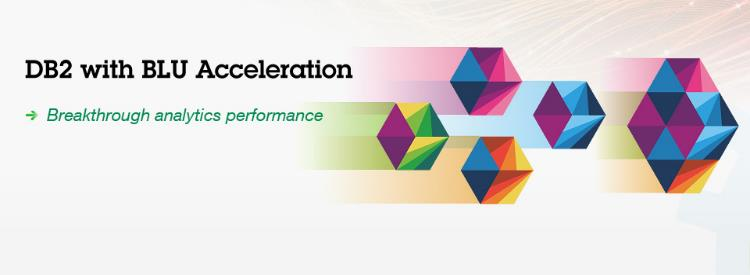 DB2 with BLU Acceleration
Breakthrough analytics performance